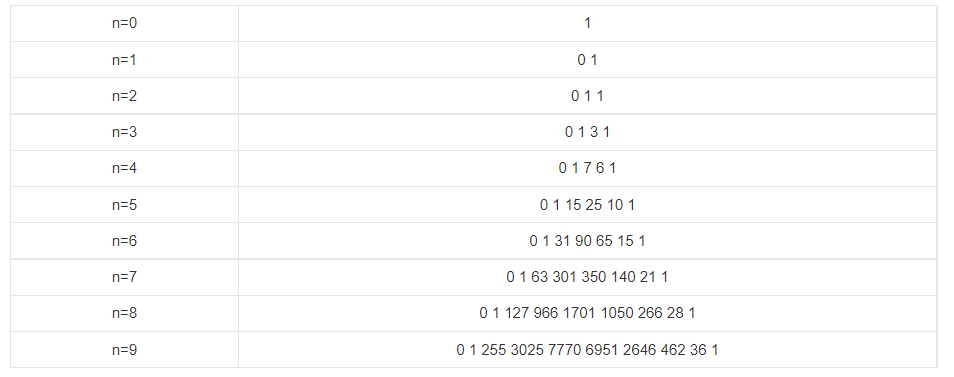 n=0 1
n=1 0 1
n=2 0 1 1
n=3 0 1 3 1
n=4 0 1 7 6 1
n=5 0 1 15 25 10 1
n=6 0 1 31 90 65 15 1
n=7 0 1 63 301 350 140 21 1
n=8 0 1 127 966 1701 1050 266 28 1
n=9 0 1 255 3025 7770 6951 2646 462 36 1